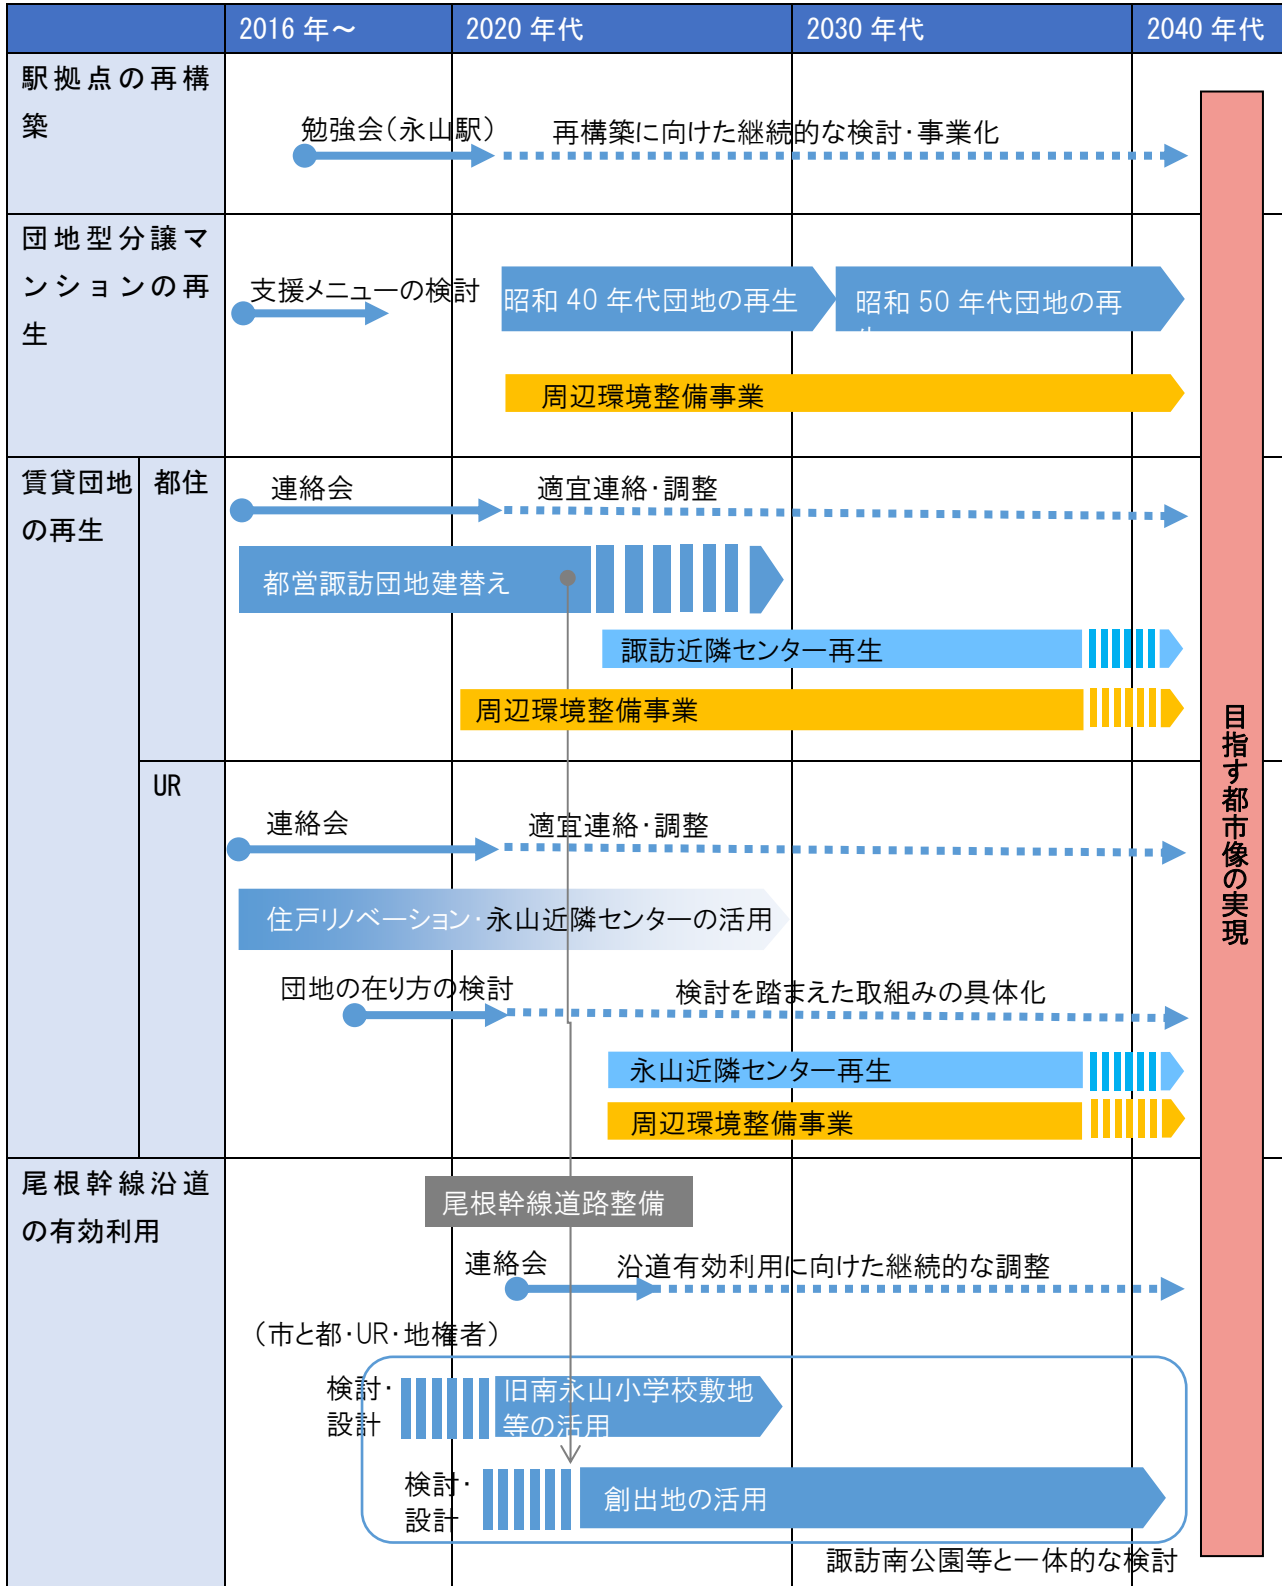 2016 年～
2020 年代
2030 年代
2040 年代
駅拠点の再構
築
勉強会（永山駅）
再構築に向けた継続的な検討・事業化
団地型分譲マ
ンションの再
生
支援メニューの検討
昭和 40 年代団地の再生
昭和 50 年代団地の再
周辺環境整備事業
賃貸団地
の再生
都住
連絡会
適宜連絡・調整
都営諏訪団地建替え
諏訪近隣センター再生
周辺環境整備事業
UR
連絡会
適宜連絡・調整
住戸リノベーション・永山近隣センターの活用
団地の在り方の検討
検討を踏まえた取組みの具体化
永山近隣センター再生
周辺環境整備事業
尾根幹線沿道
の有効利用
尾根幹線道路整備
連絡会
沿道有効利用に向けた継続的な調整
（市と都・UR・地権者）
検討・
設計
旧南永山小学校敷地
等の活用
検討・
設計
創出地の活用
諏訪南公園等と一体的な検討
目指す都市像の実現